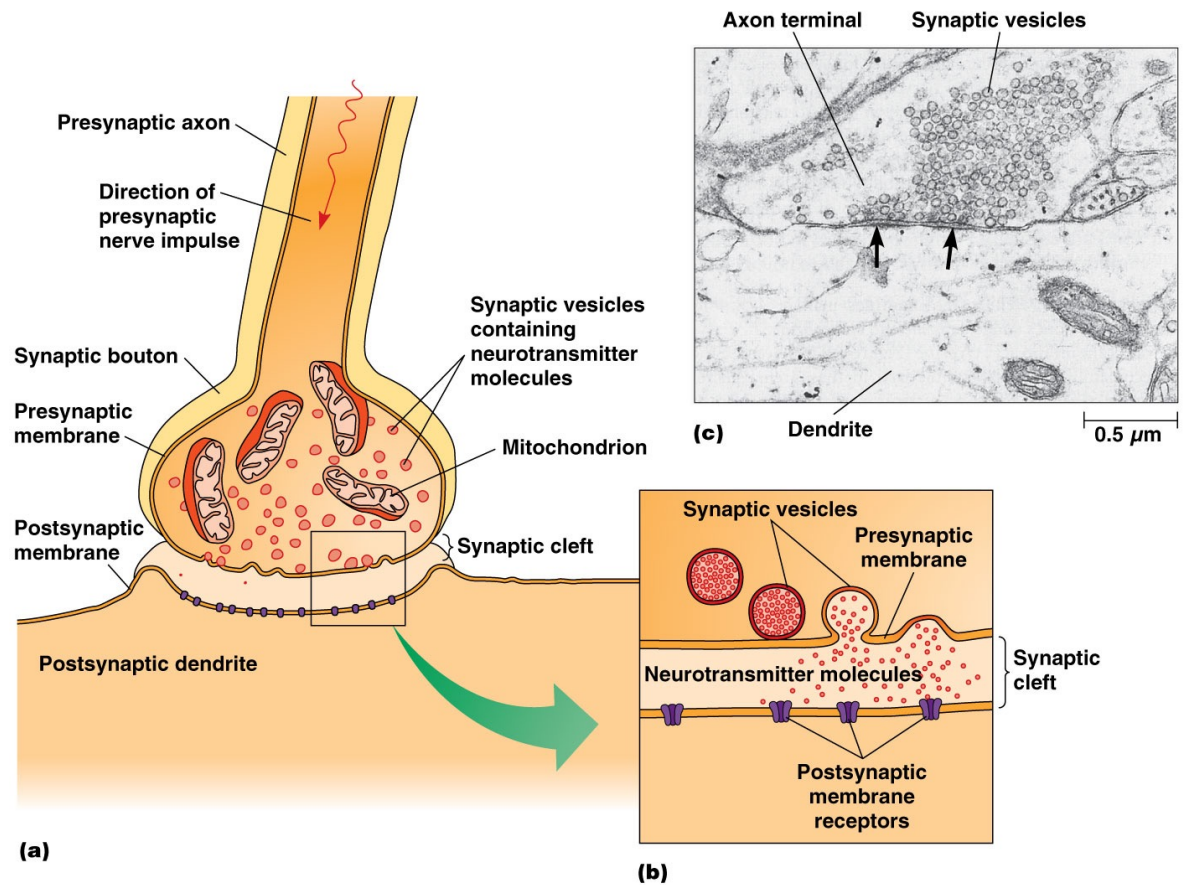 Presynaptic axon
Direction of
presynaptic
nerve impulse
Synaptic bouton
Presynaptic
membrane
Postsynaptic
membrane
Synaptic vesicles
containing
neurotransmitter
molecules
Mitochondrion
Synaptic cleft
Postsynaptic dendrite
(a)
Axon terminal
Synaptic vesicles
(c)
Dendrite
0.5 µm
Synaptic vesicles
Presynaptic
membrane
Neurotransmitter molecules
Synaptic
cleft
Postsynaptic
membrane
receptors
(b)